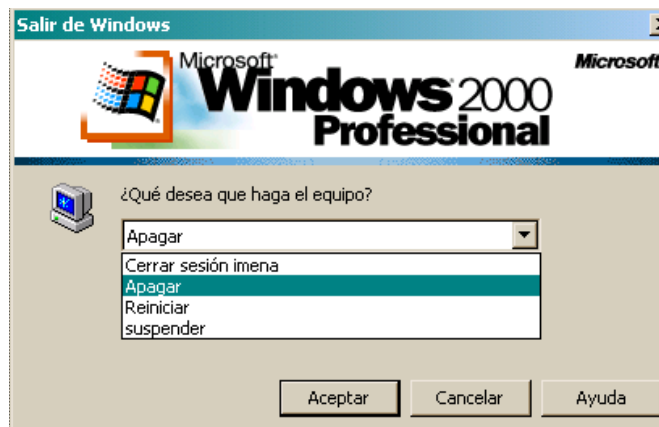 Salir de Windows
Microsoft
Microsoft
Windows 2000
Professional
¿Qué desea que haga el equipo?
Apagar
Cerrar sesión imena
Apagar
Reiniciar
suspender
Aceptar
Cancelar
Ayuda